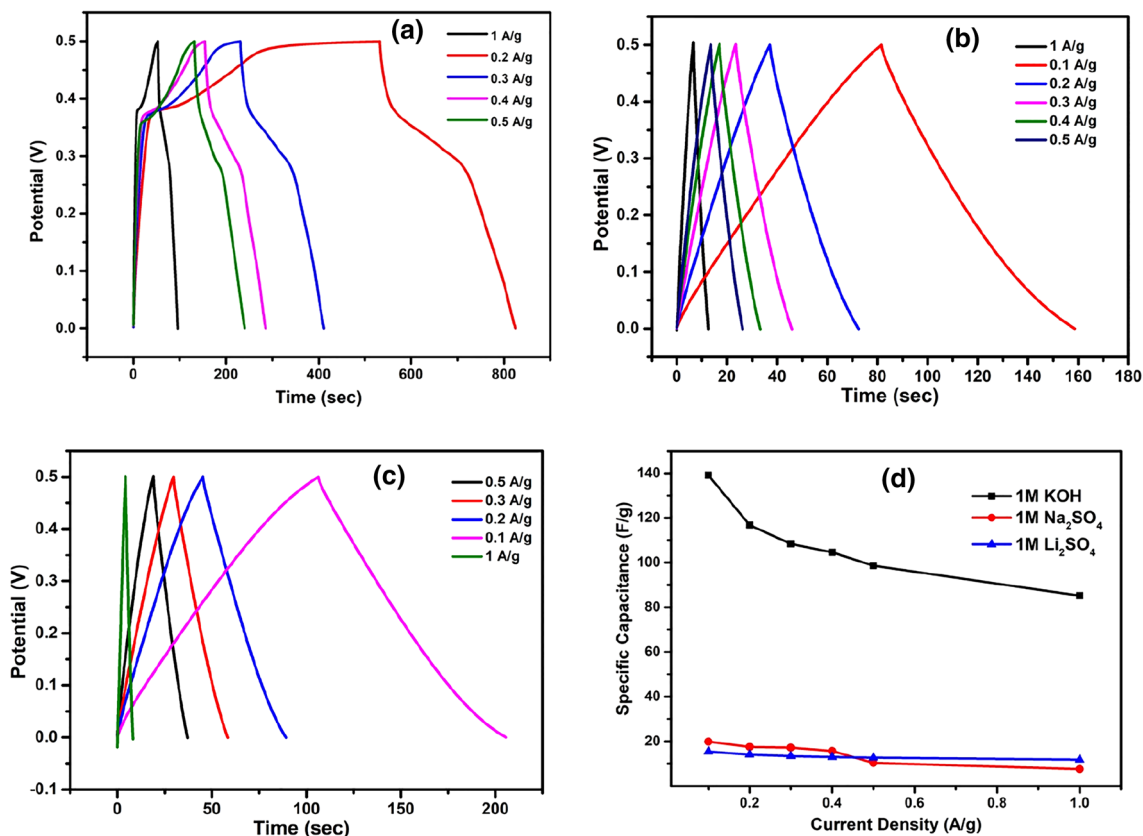 (a)
1 A/g
0.2 A/g
0.3 A/g
0.4 A/g
0.5 A/g
0.5
0.4
0.3
0.2
0.1
0.0
Potential (V)
0 200 400 600 800
Time (sec)
(b)
1 A/g
0.1 A/g
0.2 A/g
0.3 A/g
0.4 A/g
0.5 A/g
0.5
0.4
0.3
0.2
0.1
0.0
Potential (V)
0 20 40 60 80 100 120 140 160 180
Time (sec)
(c)
0.5 A/g
0.3 A/g
0.2 A/g
0.1 A/g
1 A/g
0.5
0.4
0.3
0.2
0.1
0.0
-0.1
Potential (V)
0 50 100 150 200
Time (sec)
(d)
1M KOH
1M Na₂SO₄
1M Li₂SO₄
140
120
100
80
60
40
20
Specific Capacitance (F/g)
0.2 0.4 0.6 0.8 1.0
Current Density (A/g)